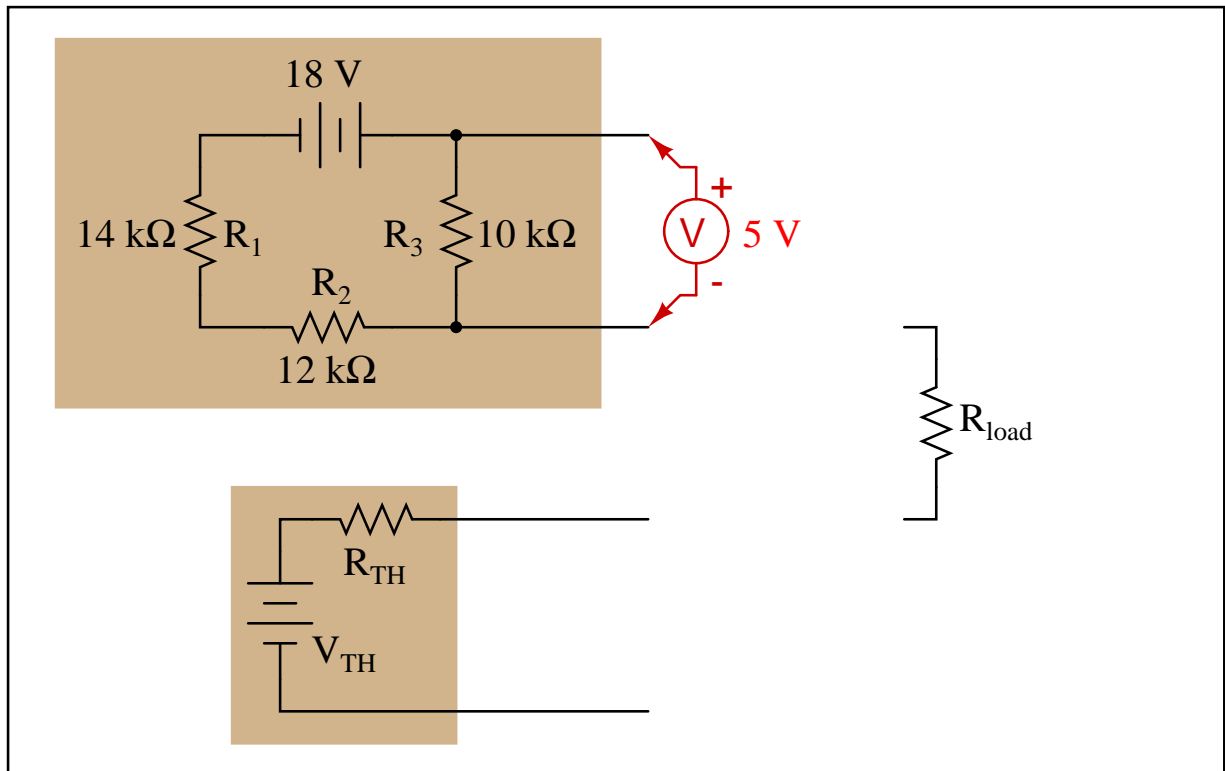 18 V
14 kΩ R1 R3 10 kΩ
R2
12 kΩ
+
V 5 V
-
Rload
RTH
VTH